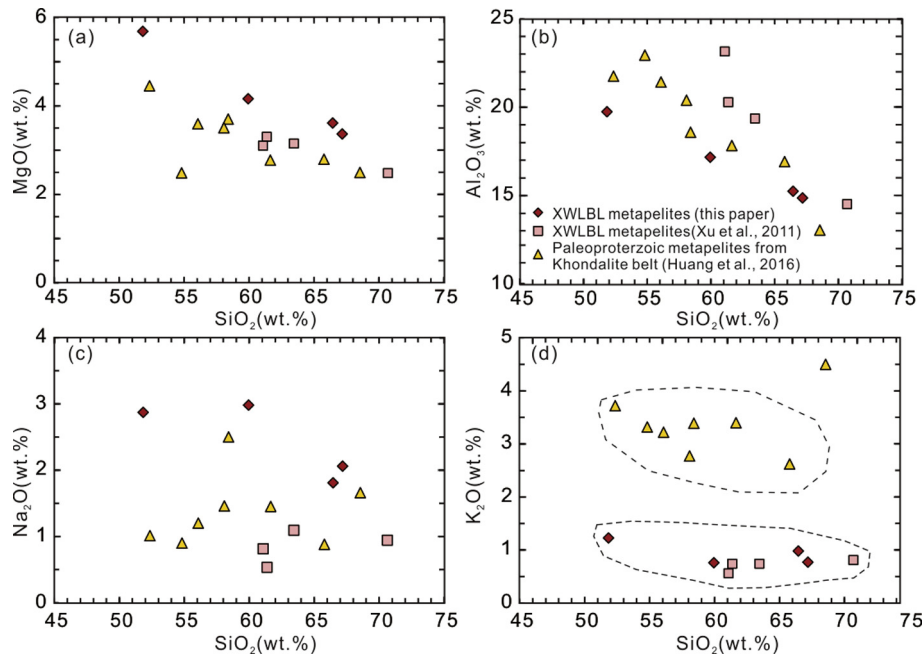 (a)
6
4
2
0
MgO(wt.%)
45 50 55 60 65 70 75
SiO₂(wt.%)
(b)
25
20
15
10
Al₂O₃(wt.%)
XWLBL metapelites (this paper)
XWLBL metapelites(Xu et al., 2011)
Paleoproterzoic metapelites from
Khondalite belt (Huang et al., 2016)
45 50 55 60 65 70 75
SiO₂(wt.%)
(c)
4
3
2
1
0
Na₂O(wt.%)
45 50 55 60 65 70 75
SiO₂(wt.%)
(d)
5
4
3
2
1
0
K₂O(wt.%)
45 50 55 60 65 70 75
SiO₂(wt.%)